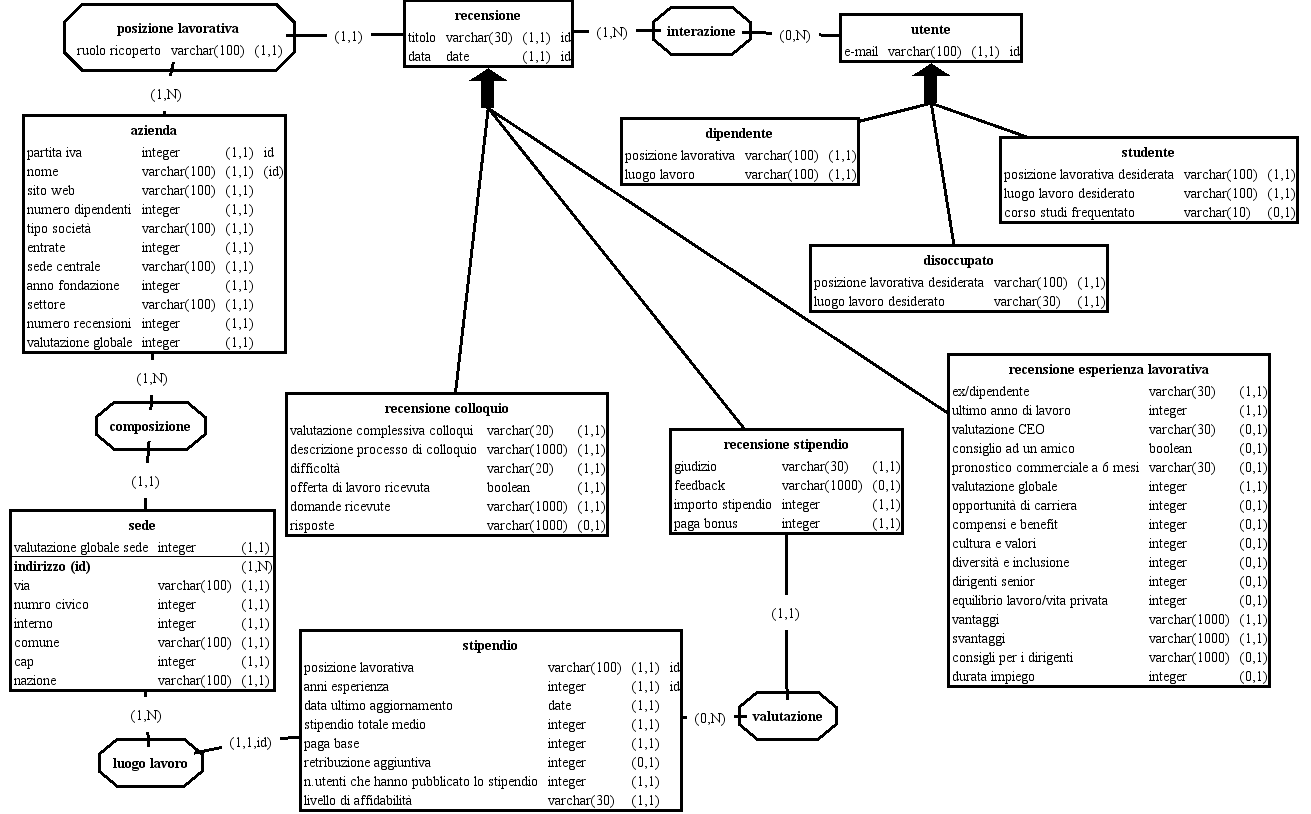 posizione lavorativa
ruolo ricoperto varchar(100) (1,1)
(1,1)
recensione
titolo varchar(30) (1,1) id
data date (1,1) id
(1,N)
interazione
(0,N)
utente
e-mail varchar(100) (1,1) id
(1,N)
azienda
partita iva integer (1,1) id
nome varchar(100) (1,1) (id)
sito web varchar(100) (1,1)
numero dipendenti integer (1,1)
tipo società varchar(100) (1,1)
entrate integer (1,1)
sede centrale varchar(100) (1,1)
anno fondazione integer (1,1)
settore varchar(100) (1,1)
numero recensioni integer (1,1)
valutazione globale integer (1,1)
dipendente
posizione lavorativa varchar(100) (1,1)
luogo lavoro varchar(100) (1,1)
studente
posizione lavorativa desiderata varchar(100) (1,1)
luogo lavoro desiderato varchar(100) (1,1)
corso studi frequentato varchar(10) (0,1)
disoccupato
posizione lavorativa desiderata varchar(100) (1,1)
luogo lavoro desiderato varchar(30) (1,1)
(1,N)
composizione
(1,1)
recensione colloquio
valutazione complessiva colloqui varchar(20) (1,1)
descrizione processo di colloquio varchar(1000) (1,1)
difficoltà varchar(20) (1,1)
offerta di lavoro ricevuta boolean (1,1)
domande ricevute varchar(1000) (1,1)
risposte varchar(1000) (0,1)
recensione stipendio
giudizio varchar(30) (1,1)
feedback varchar(1000) (0,1)
importo stipendio integer (1,1)
paga bonus integer (1,1)
recensione esperienza lavorativa
ex/dipendente varchar(30) (1,1)
ultimo anno di lavoro integer (1,1)
valutazione CEO varchar(30) (0,1)
consiglio ad un amico boolean (0,1)
pronostico commerciale a 6 mesi varchar(30) (0,1)
valutazione globale integer (1,1)
opportunità di carriera integer (0,1)
compensi e benefit integer (0,1)
cultura e valori integer (0,1)
diversità e inclusione integer (0,1)
dirigenti senior integer (0,1)
equilibrio lavoro/vita privata integer (0,1)
vantaggi varchar(1000) (1,1)
svantaggi varchar(1000) (1,1)
consigli per i dirigenti varchar(1000) (0,1)
durata impiego integer (0,1)
sede
valutazione globale sede integer (1,1)
indirizzo (id) (1,N)
via varchar(100) (1,1)
numro civico integer (1,1)
interno integer (1,1)
comune varchar(100) (1,1)
cap integer (1,1)
nazione varchar(100) (1,1)
(1,N)
luogo lavoro
(1,1,id)
stipendio
posizione lavorativa varchar(100) (1,1) id
anni esperienza integer (1,1) id
data ultimo aggiornamento date (1,1)
stipendio totale medio integer (1,1)
paga base integer (1,1)
retribuzione aggiuntiva integer (0,1)
n.utenti che hanno pubblicato lo stipendio integer (1,1)
livello di affidabilità varchar(30) (1,1)
(1,1)
(0,N)
valutazione